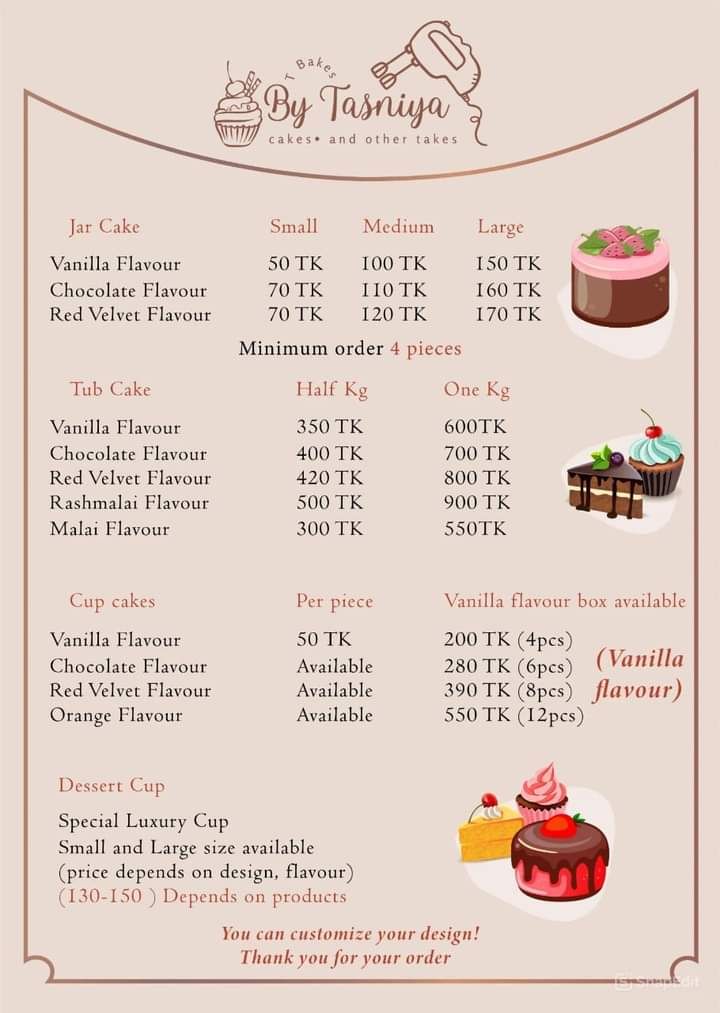 T Bakes
By Tasniya
cakes• and other takes
Jar Cake Small Medium Large
Vanilla Flavour 50 TK 100 TK 150 TK
Chocolate Flavour 70 TK 110 TK 160 TK
Red Velvet Flavour 70 TK 120 TK 170 TK
Minimum order 4 pieces
Tub Cake Half Kg One Kg
Vanilla Flavour 350 TK 600TK
Chocolate Flavour 400 TK 700 TK
Red Velvet Flavour 420 TK 800 TK
Rashmalai Flavour 500 TK 900 TK
Malai Flavour 300 TK 550TK
Cup cakes Per piece Vanilla flavour box available
Vanilla Flavour 50 TK 200 TK (4pcs)
Chocolate Flavour Available 280 TK (6pcs)
Red Velvet Flavour Available 390 TK (8pcs)
Orange Flavour Available 550 TK (12pcs)
(Vanilla
flavour)
Dessert Cup
Special Luxury Cup
Small and Large size available
(price depends on design, flavour)
(130-150 ) Depends on products
You can customize your design!
Thank you for your order
SnapEdit